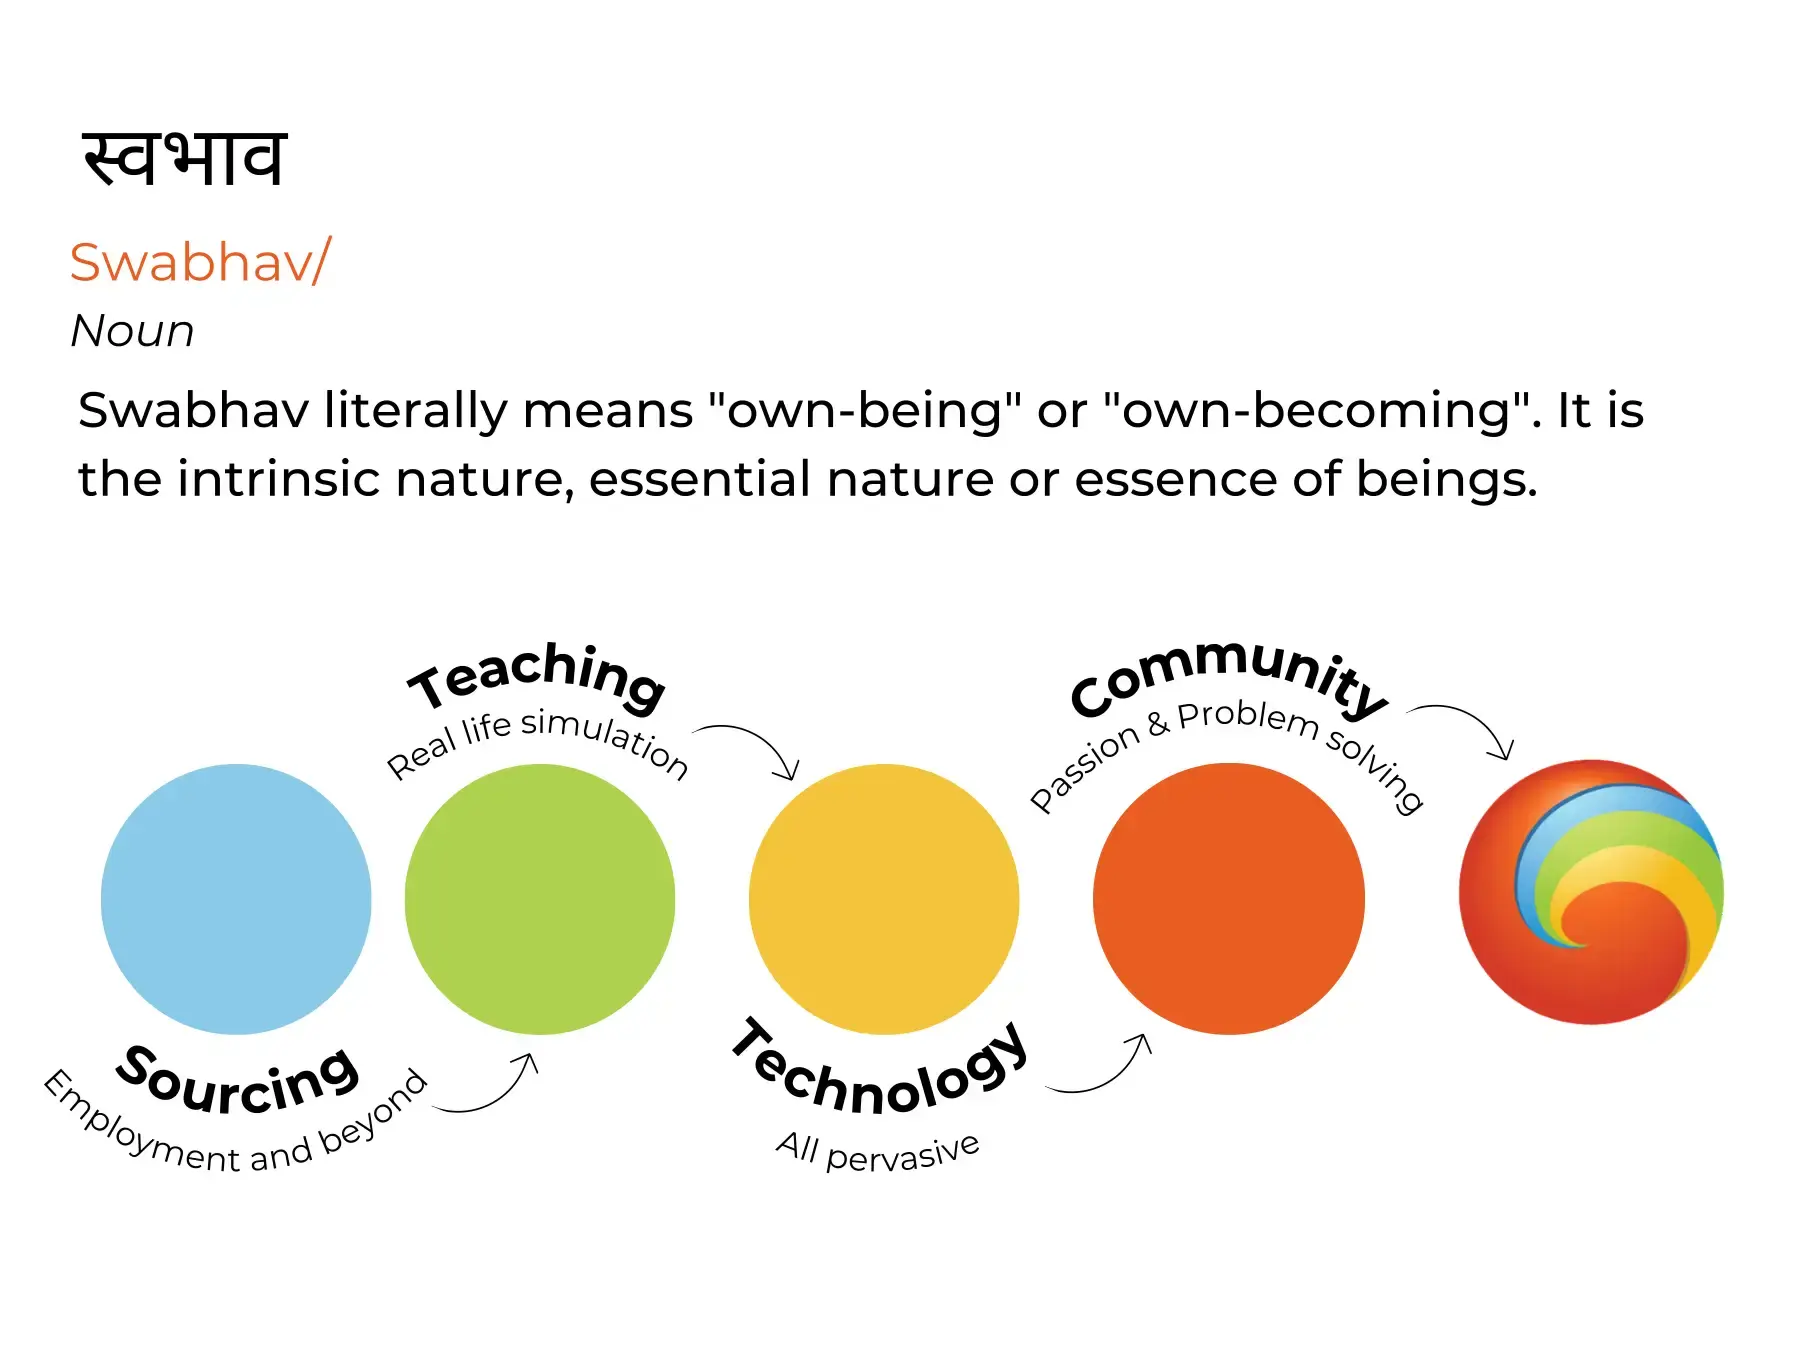 स्वभाव
Swabhav/
Noun
Swabhav literally means "own-being" or "own-becoming". It is
the intrinsic nature, essential nature or essence of beings.
Sourcing
Employment and beyond
Teaching
Real life simulation
Technology
All pervasive
Community
Passion & Problem solving